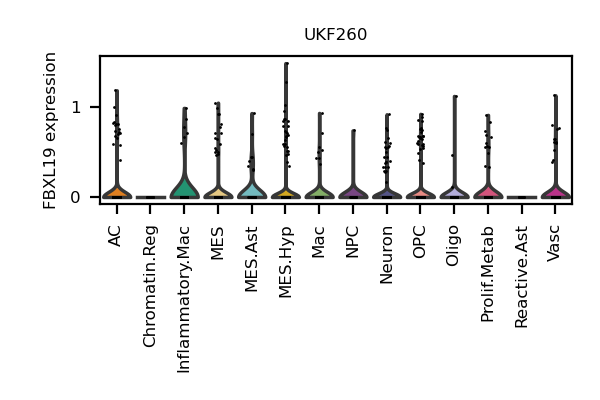 UKF260
FBXL19 expression
1
0
AC
Chromatin.Reg
Inflammatory.Mac
MES
MES.Ast
MES.Hyp
Mac
NPC
Neuron
OPC
Oligo
Prolif.Metab
Reactive.Ast
Vasc